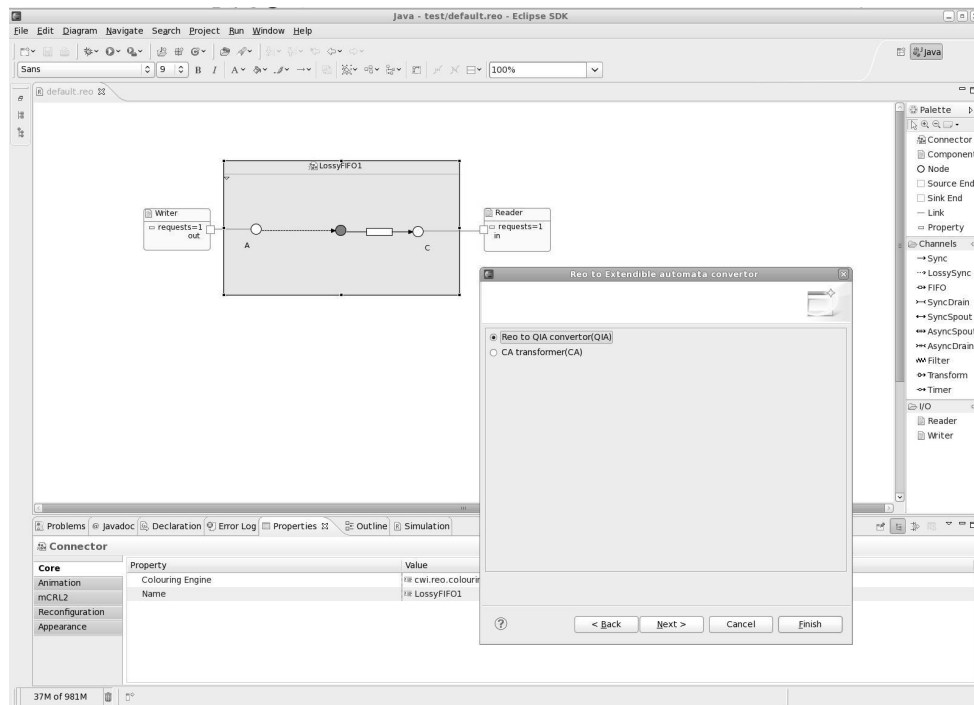 Java - test/default.reo - Eclipse SDK
File Edit Diagram Navigate Search Project Run Window Help
Java
Sans 9 B I A 100%
default.reo
LossyFIFO1
Writer
requests=1
out
A
C
Reader
requests=1
in
Palette
Connector
Component
Node
Source End
Sink End
Link
Property
Channels
Sync
LossySync
FIFO
SyncDrain
SyncSpout
AsyncSpou
AsyncDrain
Filter
Transform
Timer
I/O
Reader
Writer
Reo to Extendible automata convertor
Reo to QIA convertor(QIA)
CA transformer(CA)
< Back Next > Cancel Finish
Problems Javadoc Declaration Error Log Properties Outline Simulation
Connector
Core
Animation
mCRL2
Reconfiguration
Appearance
Property Value
Colouring Engine cwi.reo.colourin
Name LossyFIFO1
37M of 981M